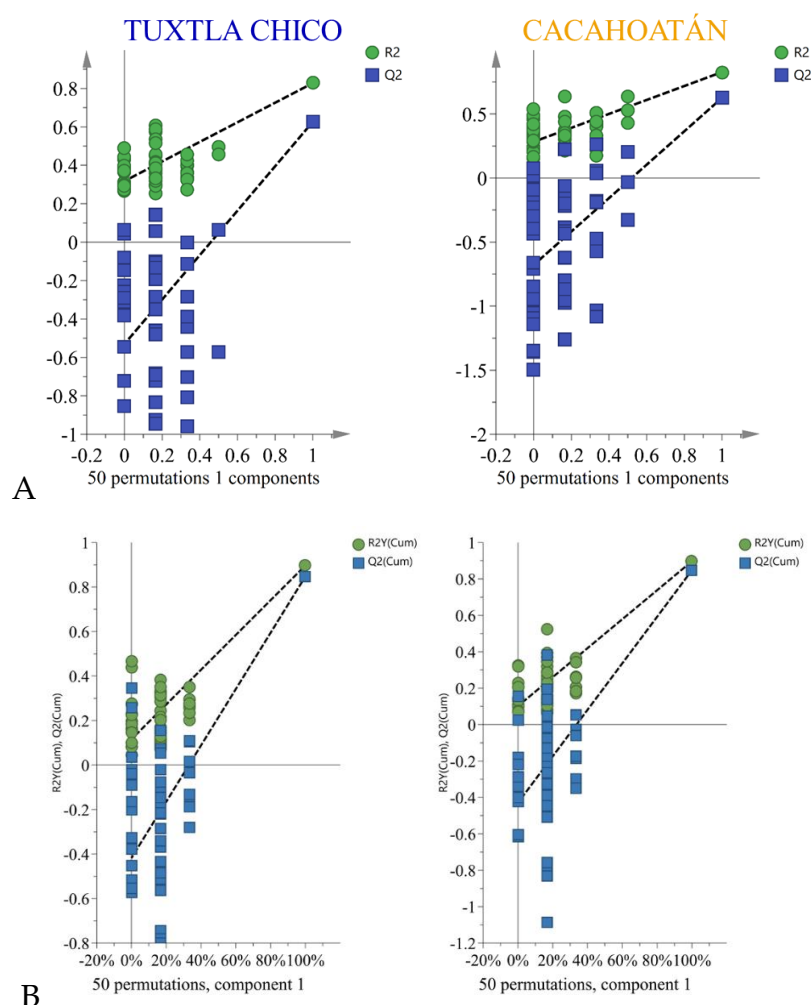 TUXTLA CHICO
CACAHOATÁN
R2
Q2
0.8
0.6
0.4
0.2
0
-0.2
-0.4
-0.6
-0.8
-1
-0.2 0 0.2 0.4 0.6 0.8 1
50 permutations 1 components
R2
Q2
0.5
0
-0.5
-1
-1.5
-2
-0.2 0 0.2 0.4 0.6 0.8 1
50 permutations 1 components
A
R2Y(Cum)
Q2(Cum)
R2Y(Cum), Q2(Cum)
1
0.8
0.6
0.4
0.2
0
-0.2
-0.4
-0.6
-0.8
-20% 0% 20% 40% 60% 80% 100%
50 permutations, component 1
R2Y(Cum)
Q2(Cum)
R2Y(Cum), Q2(Cum)
1
0.8
0.6
0.4
0.2
0
-0.2
-0.4
-0.6
-0.8
-1
-1.2
-20% 0% 20% 40% 60% 80% 100%
50 permutations, component 1
B